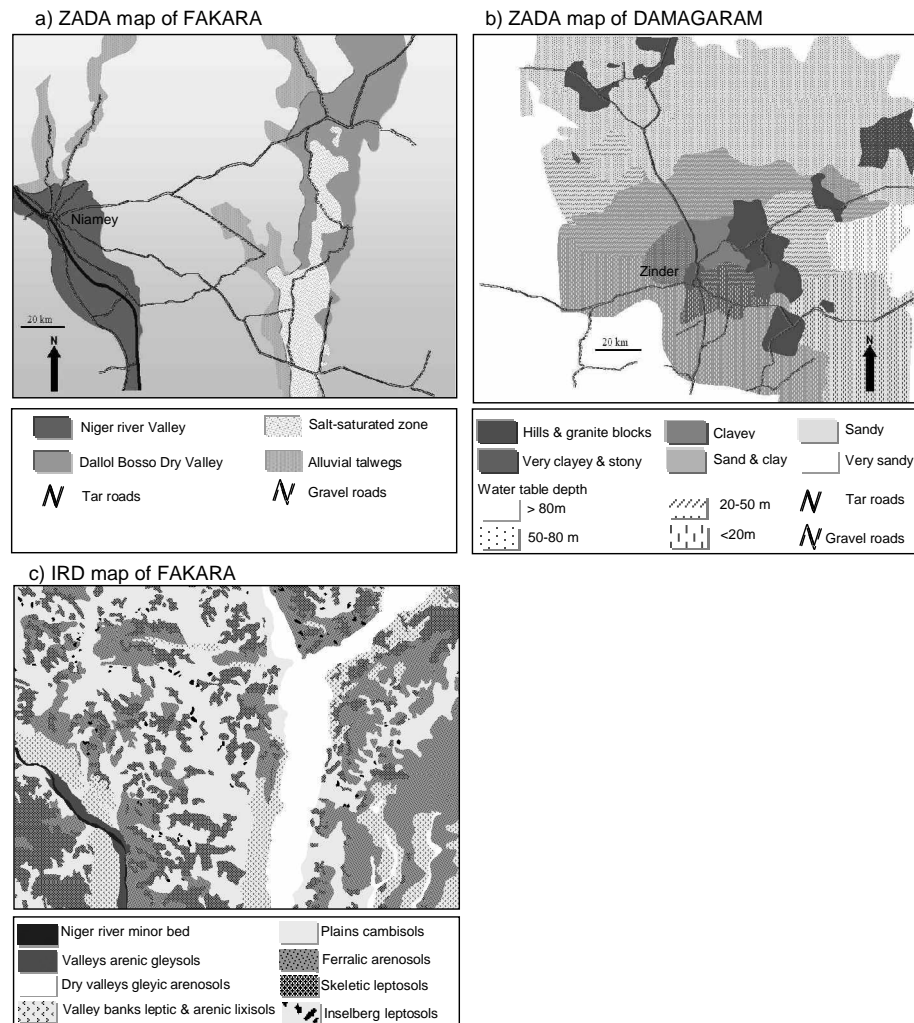 a) ZADA map of FAKARA
b) ZADA map of DAMAGARAM
Niamey
20 km
N
Zinder
20 km
N
Niger river Valley
Salt-saturated zone
Dallol Bosso Dry Valley
Alluvial talwegs
Tar roads
Gravel roads
Hills & granite blocks
Clayey
Sandy
Very clayey & stony
Sand & clay
Very sandy
Water table depth
> 80m
20-50 m
Tar roads
50-80 m
<20m
Gravel roads
c) IRD map of FAKARA
Niger river minor bed
Plains cambisols
Valleys arenic gleysols
Ferralic arenosols
Dry valleys gleyic arenosols
Skeletic leptosols
Valley banks leptic & arenic lixisols
Inselberg leptosols